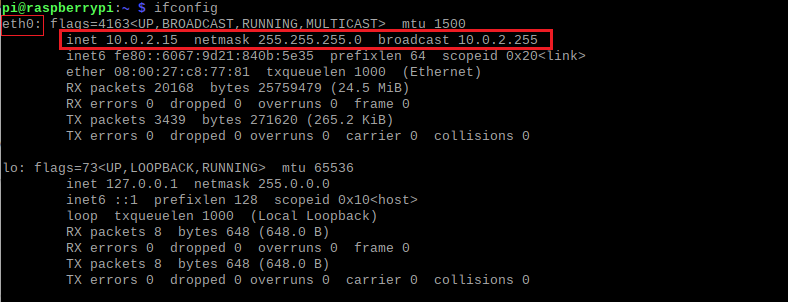 pi@raspberrypi:~ $ ifconfig
eth0: flags=4163<UP,BROADCAST,RUNNING,MULTICAST>  mtu 1500
        inet 10.0.2.15  netmask 255.255.255.0  broadcast 10.0.2.255
        inet6 fe80::6067:9d21:840b:5e35  prefixlen 64  scopeid 0x20<link>
        ether 08:00:27:c8:77:81  txqueuelen 1000  (Ethernet)
        RX packets 20168  bytes 25759479 (24.5 MiB)
        RX errors 0  dropped 0  overruns 0  frame 0
        TX packets 3439  bytes 271620 (265.2 KiB)
        TX errors 0  dropped 0 overruns 0  carrier 0  collisions 0

lo: flags=73<UP,LOOPBACK,RUNNING>  mtu 65536
        inet 127.0.0.1  netmask 255.0.0.0
        inet6 ::1  prefixlen 128  scopeid 0x10<host>
        loop  txqueuelen 1000  (Local Loopback)
        RX packets 8  bytes 648 (648.0 B)
        RX errors 0  dropped 0  overruns 0  frame 0
        TX packets 8  bytes 648 (648.0 B)
        TX errors 0  dropped 0 overruns 0  carrier 0  collisions 0